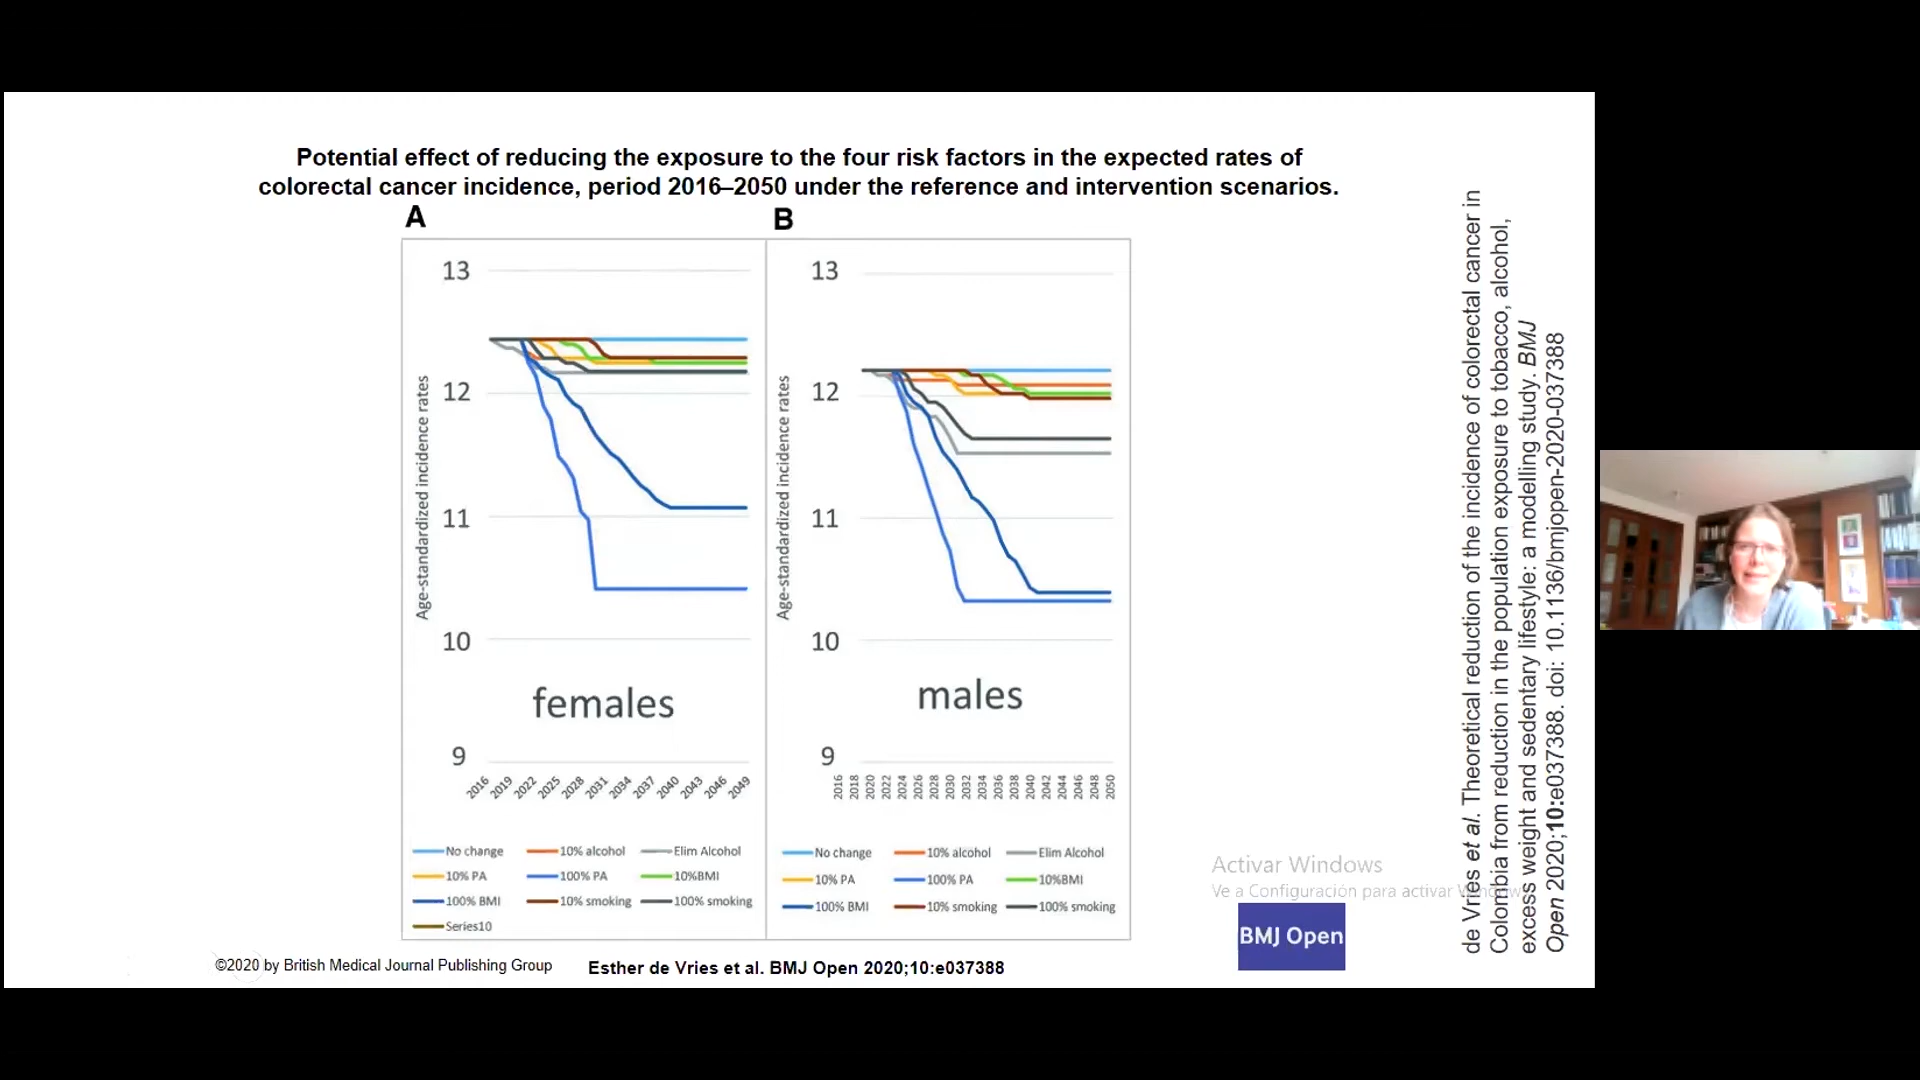 Potential effect of reducing the exposure to the four risk factors in the expected rates of
colorectal cancer incidence, period 2016–2050 under the reference and intervention scenarios.
A
13
12
11
10
9
Age-standardized incidence rates
females
2016 2019 2022 2025 2028 2031 2034 2037 2040 2043 2046 2049
No change 10% alcohol Elim Alcohol
10% PA 100% PA 10%BMI
100% BMI 10% smoking 100% smoking
Series10
B
13
12
11
10
9
Age-standardized incidence rates
males
2016 2018 2020 2022 2024 2026 2028 2030 2032 2034 2036 2038 2040 2042 2044 2046 2048 2050
No change 10% alcohol Elim Alcohol
10% PA 100% PA 10%BMI
100% BMI 10% smoking 100% smoking
de Vries et al. Theoretical reduction of the incidence of colorectal cancer in
Colombia from reduction in the population exposure to tobacco, alcohol,
excess weight and sedentary lifestyle: a modelling study. BMJ
Open 2020;10:e037388. doi: 10.1136/bmjopen-2020-037388
Activar Windows
Ve a Configuración para activar Windows
BMJ Open
©2020 by British Medical Journal Publishing Group
Esther de Vries et al. BMJ Open 2020;10:e037388